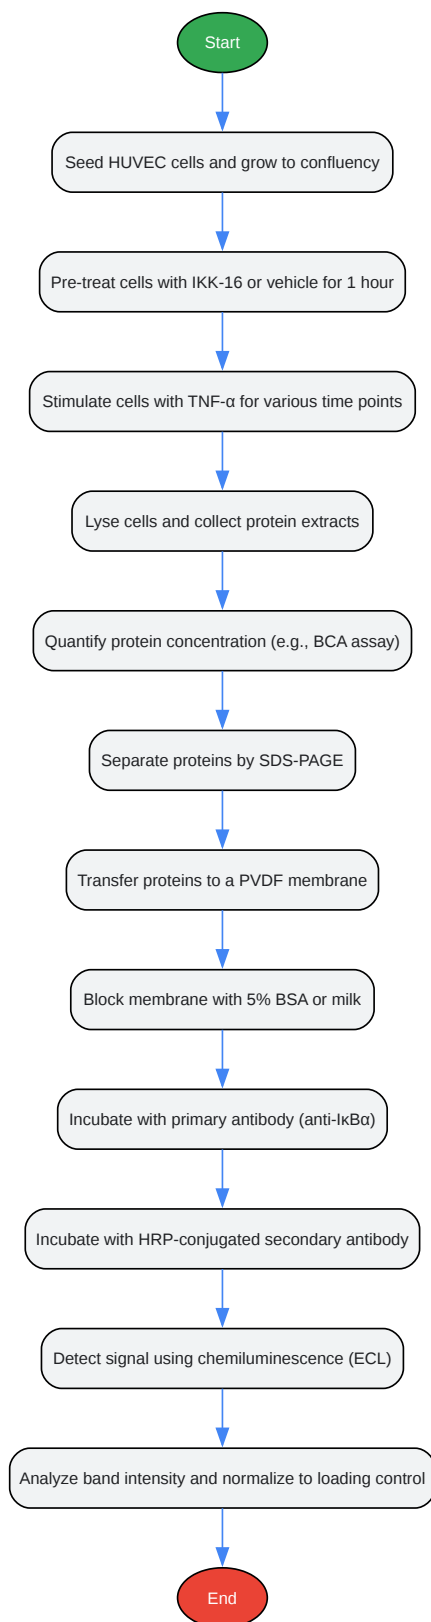 Start
Seed HUVEC cells and grow to confluency
Pre-treat cells with IKK-16 or vehicle for 1 hour
Stimulate cells with TNF-α for various time points
Lyse cells and collect protein extracts
Quantify protein concentration (e.g., BCA assay)
Separate proteins by SDS-PAGE
Transfer proteins to a PVDF membrane
Block membrane with 5% BSA or milk
Incubate with primary antibody (anti-IκBα)
Incubate with HRP-conjugated secondary antibody
Detect signal using chemiluminescence (ECL)
Analyze band intensity and normalize to loading control
End